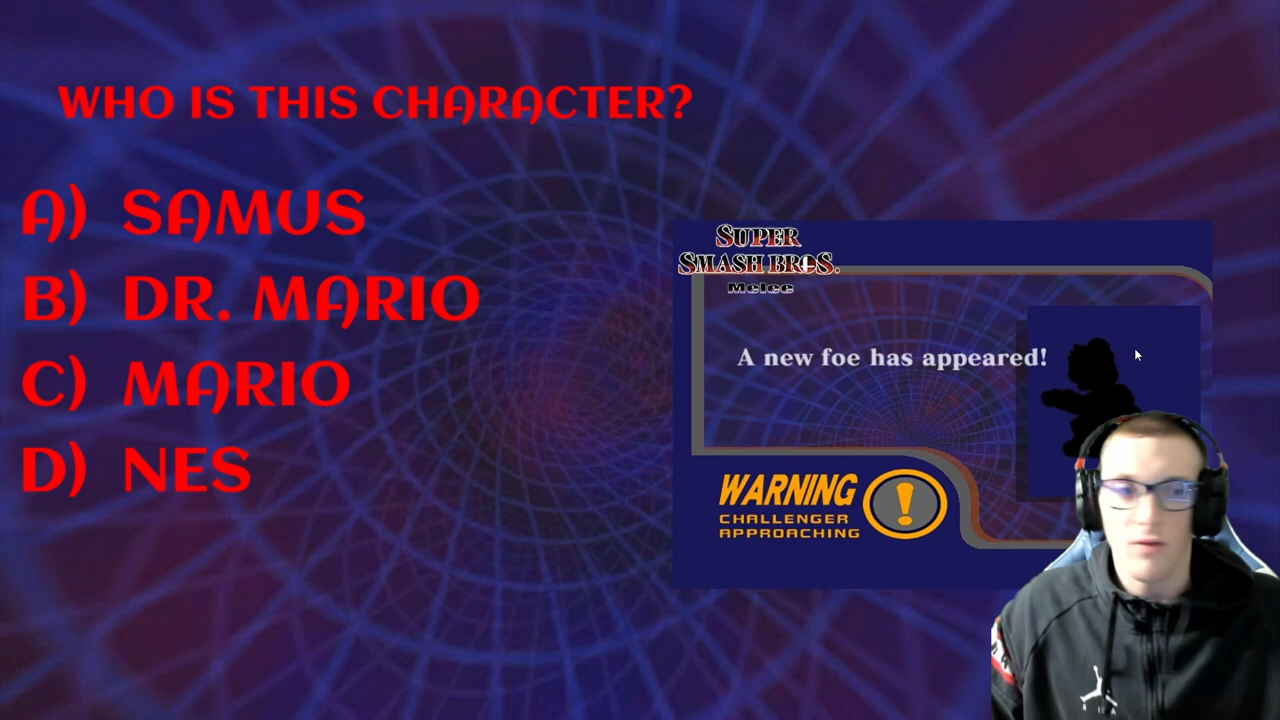 WHO IS THIS CHARACTER?
A) SAMUS
B) DR. MARIO
C) MARIO
D) NES
SUPER
SMASH BROS.
Melee
A new foe has appeared!
WARNING
CHALLENGER
APPROACHING